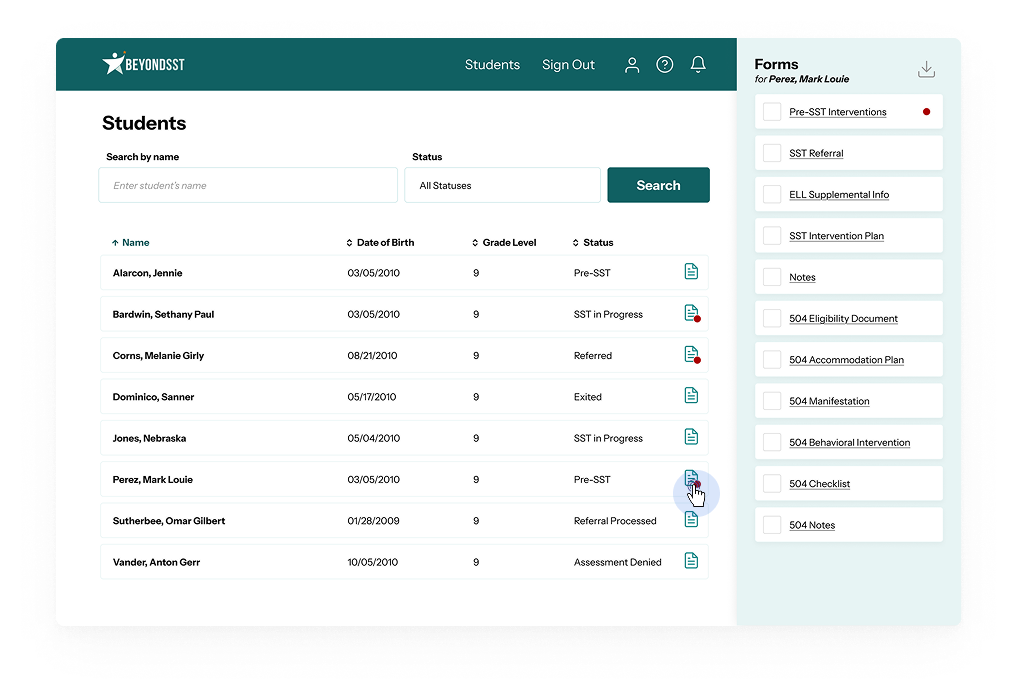 BEYONDSST
Students Sign Out
Students
Search by name Status
Enter student's name All Statuses Search
Name Date of Birth Grade Level Status
Alarcon, Jennie 03/05/2010 9 Pre-SST
Bardwin, Sethany Paul 03/05/2010 9 SST in Progress
Corns, Melanie Girly 08/21/2010 9 Referred
Dominico, Sanner 05/17/2010 9 Exited
Jones, Nebraska 05/04/2010 9 SST in Progress
Perez, Mark Louie 03/05/2010 9 Pre-SST
Sutherbee, Omar Gilbert 01/28/2009 9 Referral Processed
Vander, Anton Gerr 10/05/2010 9 Assessment Denied
Forms
for Perez, Mark Louie
Pre-SST Interventions
SST Referral
ELL Supplemental Info
SST Intervention Plan
Notes
504 Eligibility Document
504 Accommodation Plan
504 Manifestation
504 Behavioral Intervention
504 Checklist
504 Notes